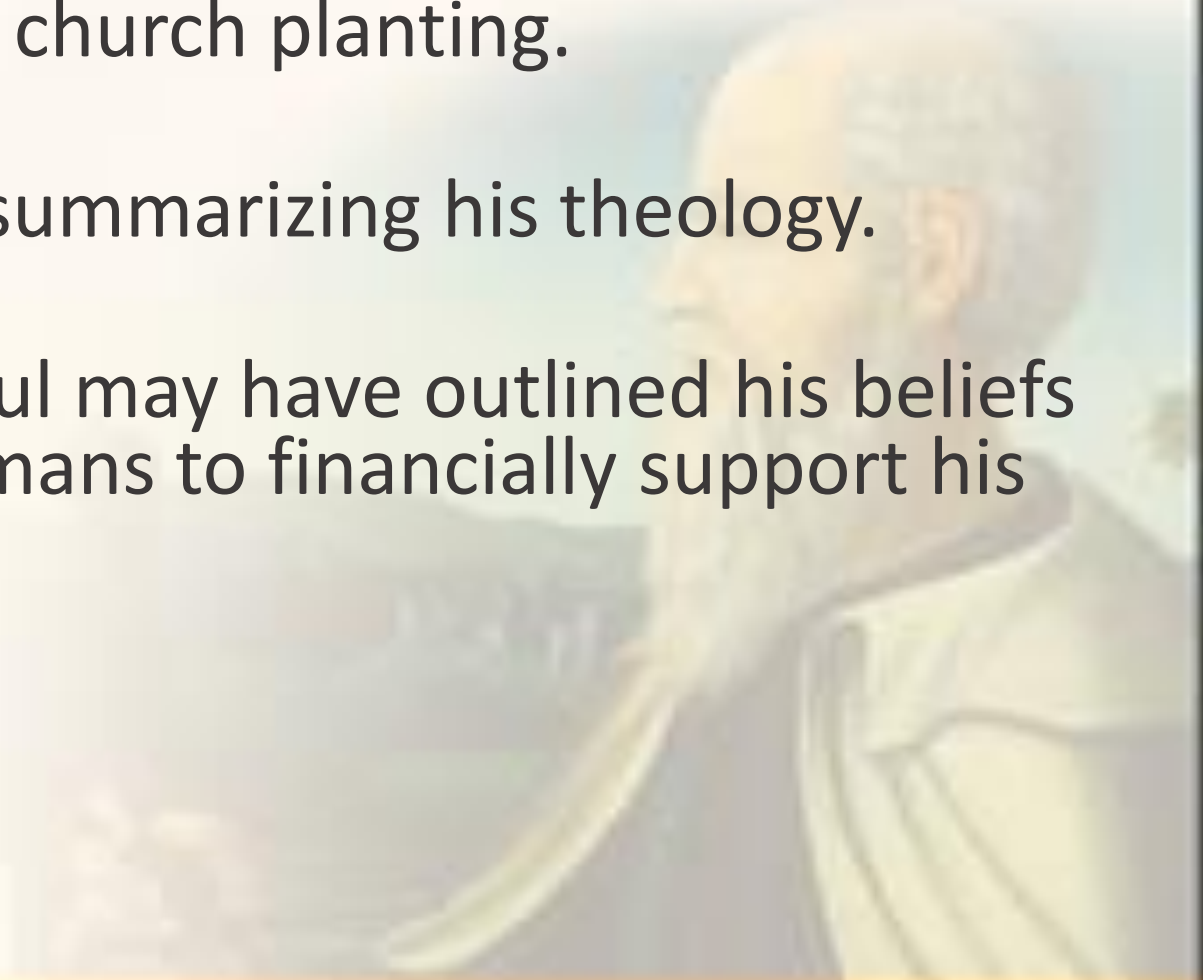 church planting.
summarizing his theology.
ul may have outlined his beliefs
mans to financially support his